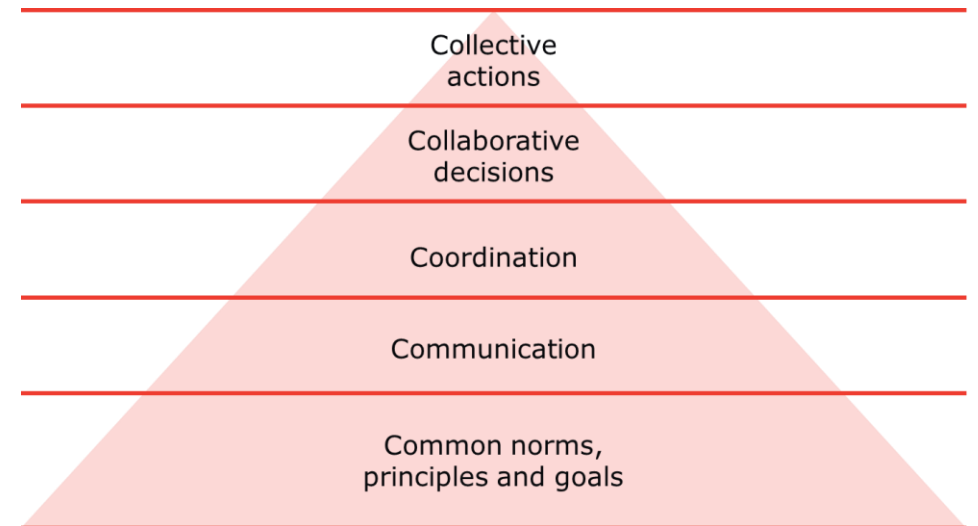 Collective
actions
Collaborative
decisions
Coordination
Communication
Common norms,
principles and goals